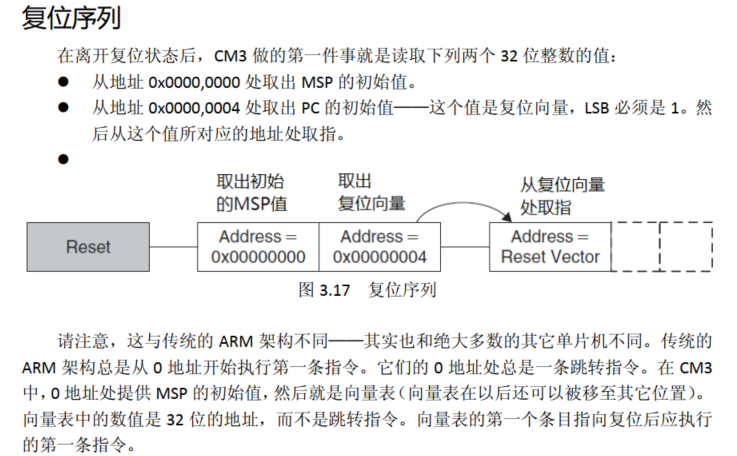 复位序列
在离开复位状态后，CM3 做的第一件事就是读取下列两个 32 位整数的值：
● 从地址 0x0000,0000 处取出 MSP 的初始值。
● 从地址 0x0000,0004 处取出 PC 的初始值——这个值是复位向量，LSB 必须是 1。然
后从这个值所对应的地址处取指。
●
取出初始
的MSP值
取出
复位向量
从复位向量
处取指
Reset
Address =
0x00000000
Address =
0x00000004
Address =
Reset Vector
图 3.17 复位序列
请注意，这与传统的 ARM 架构不同——其实也和绝大多数的其它单片机不同。传统的
ARM 架构总是从 0 地址开始执行第一条指令。它们的 0 地址处总是一条跳转指令。在 CM3
中，0 地址处提供 MSP 的初始值，然后就是向量表（向量表在以后还可以被移至其它位置）。
向量表中的数值是 32 位的地址，而不是跳转指令。向量表的第一个条目指向复位后应执行
的第一条指令。